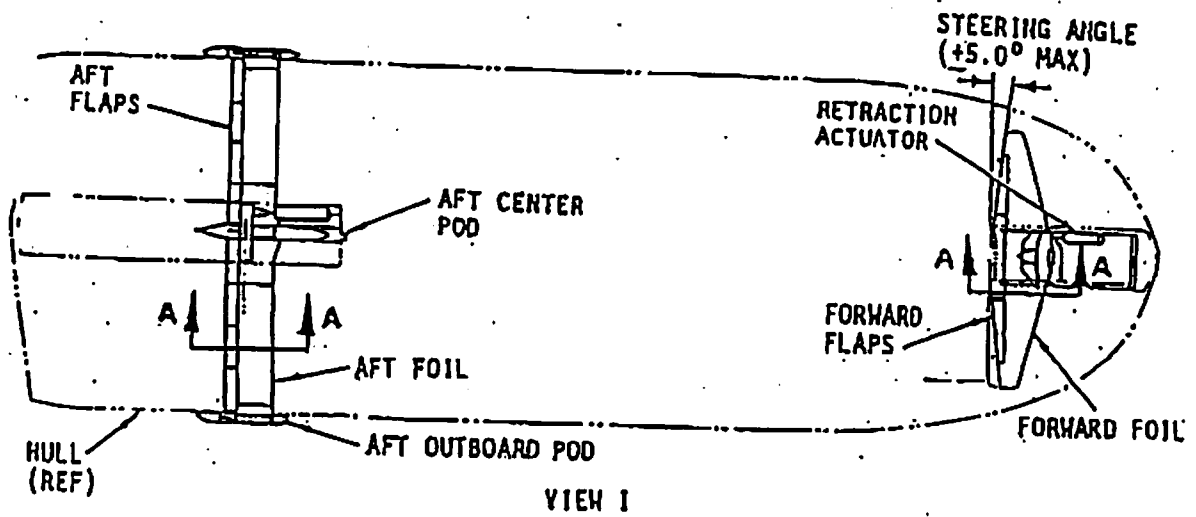 STEERING ANGLE
(±5.0° MAX)
AFT
FLAPS
RETRACTION
ACTUATOR
AFT CENTER
POD
A
A
A
A
FORWARD
FLAPS
AFT FOIL
FORWARD FOIL
HULL
(REF)
AFT OUTBOARD POD
VIEW I